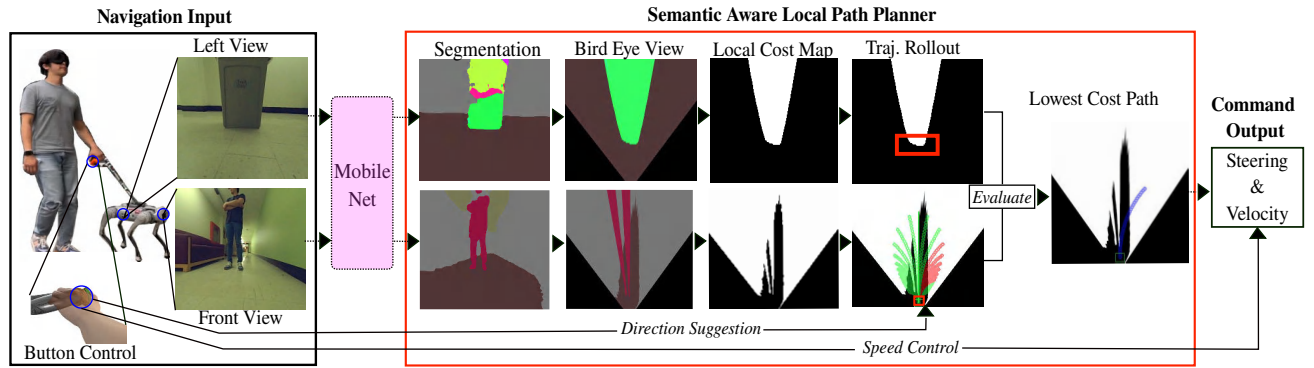 Navigation Input
Semantic Aware Local Path Planner
Left View
Segmentation
Bird Eye View
Local Cost Map
Traj. Rollout
Lowest Cost Path
Command
Output
Mobile
Net
Evaluate
Steering
&
Velocity
Front View
Button Control
Direction Suggestion
Speed Control